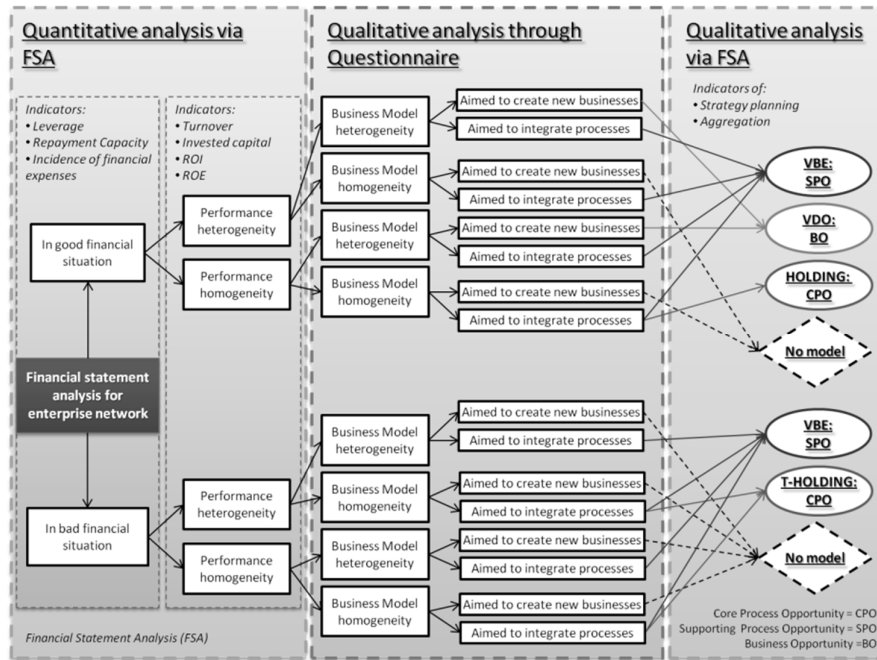 Quantitative analysis via
FSA
Indicators:
• Leverage
• Repayment Capacity
• Incidence of financial
expenses
Indicators:
• Turnover
• Invested capital
• ROI
• ROE
In good financial
situation
Performance
heterogeneity
Performance
homogeneity
Financial statement
analysis for
enterprise network
In bad financial
situation
Performance
heterogeneity
Performance
homogeneity
Financial Statement Analysis (FSA)
Qualitative analysis through
Questionnaire
Business Model
heterogeneity
Aimed to create new businesses
Aimed to integrate processes
Business Model
homogeneity
Aimed to create new businesses
Aimed to integrate processes
Business Model
heterogeneity
Aimed to create new businesses
Aimed to integrate processes
Business Model
homogeneity
Aimed to create new businesses
Aimed to integrate processes
Business Model
heterogeneity
Aimed to create new businesses
Aimed to integrate processes
Business Model
homogeneity
Aimed to create new businesses
Aimed to integrate processes
Business Model
heterogeneity
Aimed to create new businesses
Aimed to integrate processes
Business Model
homogeneity
Aimed to create new businesses
Aimed to integrate processes
Qualitative analysis
via FSA
Indicators of:
• Strategy planning
• Aggregation
VBE:
SPO
VDO:
BO
HOLDING:
CPO
No model
VBE:
SPO
T-HOLDING:
CPO
No model
Core Process Opportunity = CPO
Supporting Process Opportunity = SPO
Business Opportunity =BO